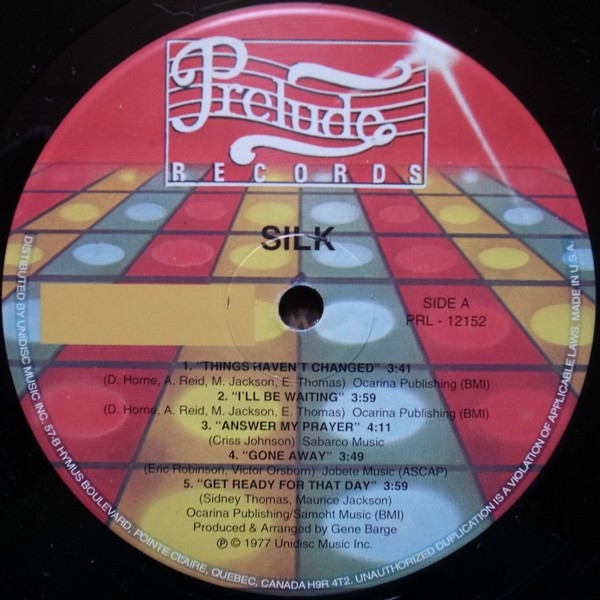 Prelude
RECORDS
SILK
SIDE A
PRL - 12152
1. "THINGS HAVEN'T CHANGED" 3:41
(D. Horne, A. Reid, M. Jackson, E. Thomas) Ocarina Publishing (BMI)
2. "I'LL BE WAITING" 3:59
(D. Horne, A. Reid, M. Jackson, E. Thomas) Ocarina Publishing (BMI)
3. "ANSWER MY PRAYER" 4:11
(Criss Johnson) Sabarco Music
4. "GONE AWAY" 3:49
(Eric Robinson, Victor Orsborn) Jobete Music (ASCAP)
5. "GET READY FOR THAT DAY" 3:59
(Sidney Thomas, Maurice Jackson)
Ocarina Publishing/Samoht Music (BMI)
Produced & Arranged by Gene Barge
℗ © 1977 Unidisc Music Inc.
DISTIBUTED BY UNIDISC MUSIC INC. 57-B HYMUS BOULEVARD, POINTE CLAIRE, QUEBEC, CANADA H9R 4T2. UNAUTHORIZED DUPLICATION IS A VIOLATION OF APPLICABLE LAWS. MADE IN U.S.A.